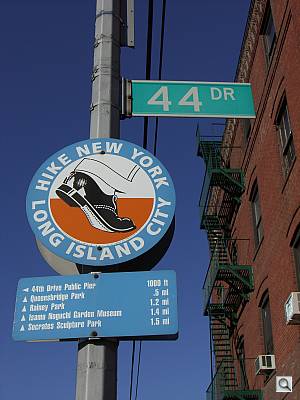 44 DR
HIKE NEW YORK
LONG ISLAND CITY
44th Drive Public Pier 1000 ft
Queensbridge Park .5 mi
Rainey Park 1.2 mi
Isamu Noguchi Garden Museum 1.4 mi
Socrates Sculpture Park 1.5 mi